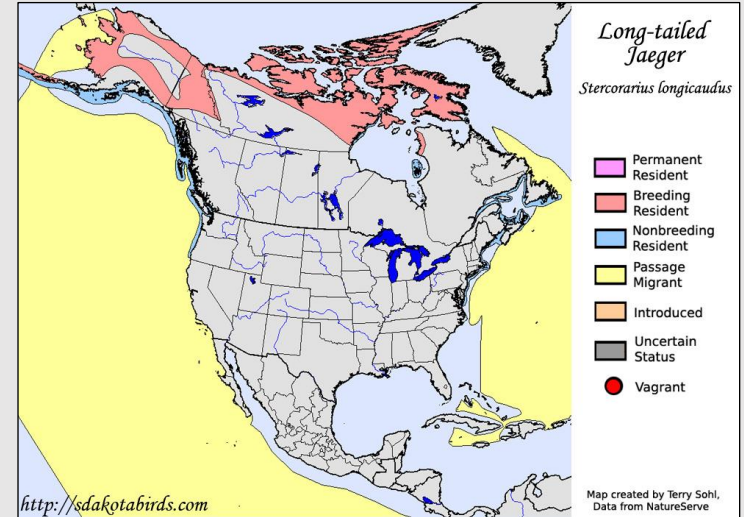 Long-tailed
Jaeger
Stercorarius longicaudus
Permanent
Resident
Breeding
Resident
Nonbreeding
Resident
Passage
Migrant
Introduced
Uncertain
Status
Vagrant
http://sdakotabirds.com
Map created by Terry Sohl,
Data from NatureServe